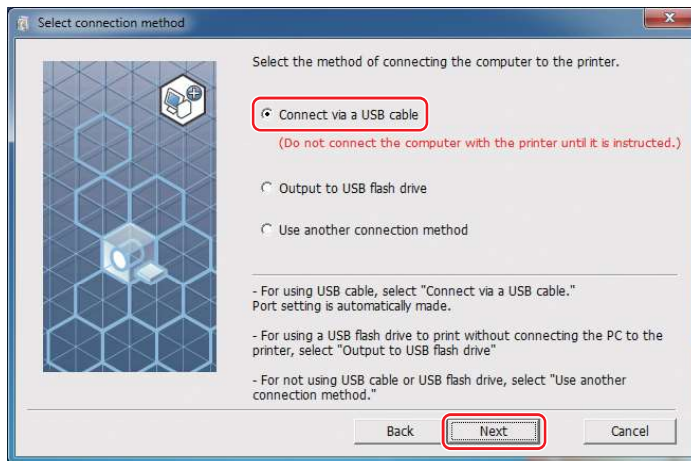 Select connection method
Select the method of connecting the computer to the printer.
Connect via a USB cable
(Do not connect the computer with the printer until it is instructed.)
Output to USB flash drive
Use another connection method
- For using USB cable, select "Connect via a USB cable."
Port setting is automatically made.
- For using a USB flash drive to print without connecting the PC to the
printer, select "Output to USB flash drive"
- For not using USB cable or USB flash drive, select "Use another
connection method."
Back
Next
Cancel